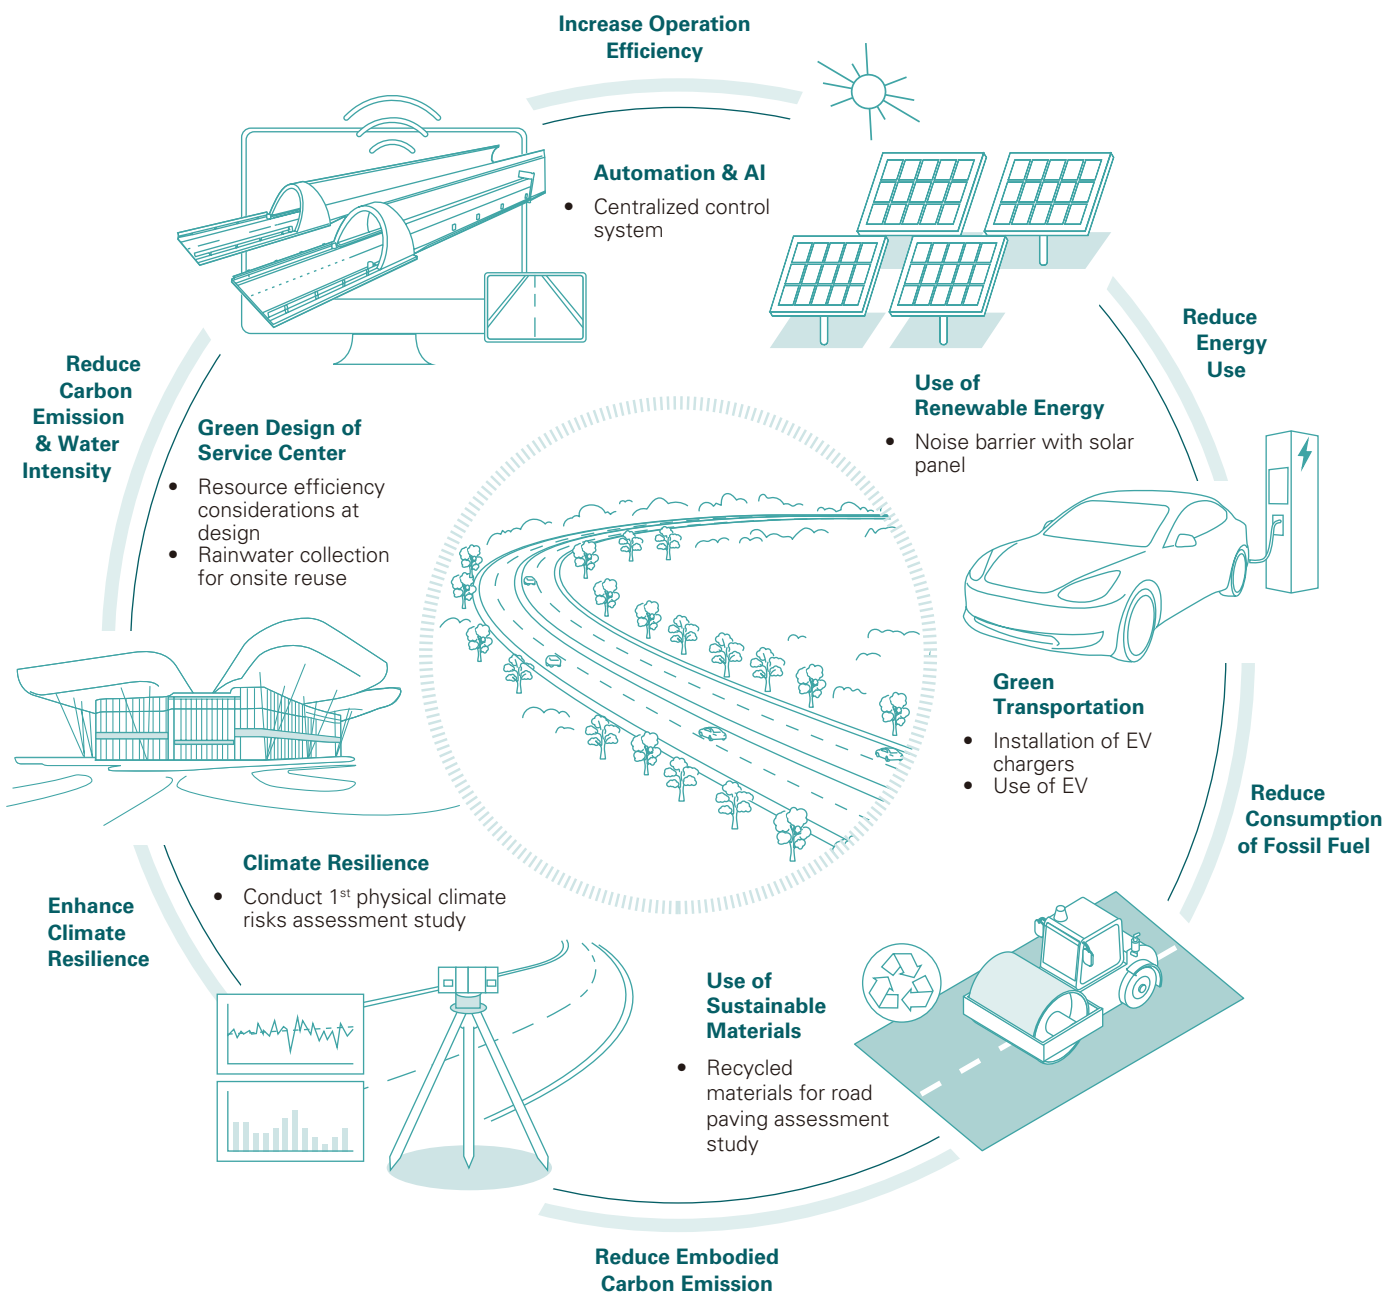 Increase Operation
Efficiency
Automation & AI
• Centralized control
system
Reduce
Energy
Use
Use of
Renewable Energy
• Noise barrier with solar
panel
Reduce
Carbon
Emission
& Water
Intensity
Green Design of
Service Center
• Resource efficiency
considerations at
design
• Rainwater collection
for onsite reuse
Green
Transportation
• Installation of EV
chargers
• Use of EV
Reduce
Consumption
of Fossil Fuel
Climate Resilience
• Conduct 1st physical climate
risks assessment study
Enhance
Climate
Resilience
Use of
Sustainable
Materials
• Recycled
materials for road
paving assessment
study
Reduce Embodied
Carbon Emission